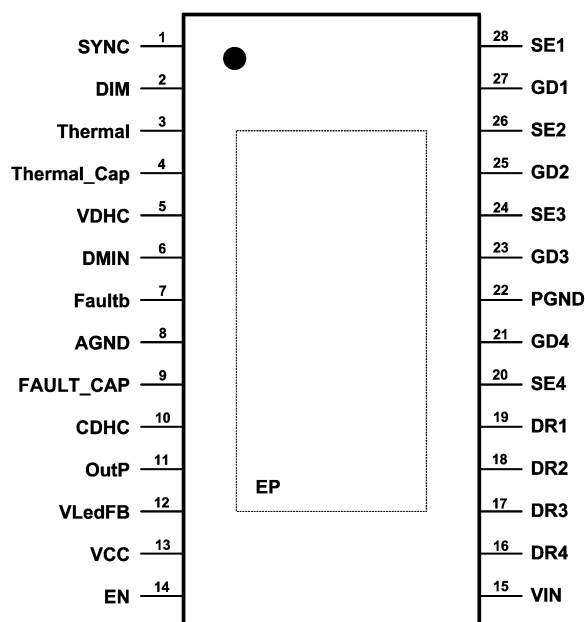 SYNC 1 28 SE1
DIM 2 27 GD1
Thermal 3 26 SE2
Thermal_Cap 4 25 GD2
VDHC 5 24 SE3
DMIN 6 23 GD3
Faultb 7 22 PGND
AGND 8 21 GD4
FAULT_CAP 9 20 SE4
CDHC 10 19 DR1
OutP 11 18 DR2
EP
VLedFB 12 17 DR3
VCC 13 16 DR4
EN 14 15 VIN